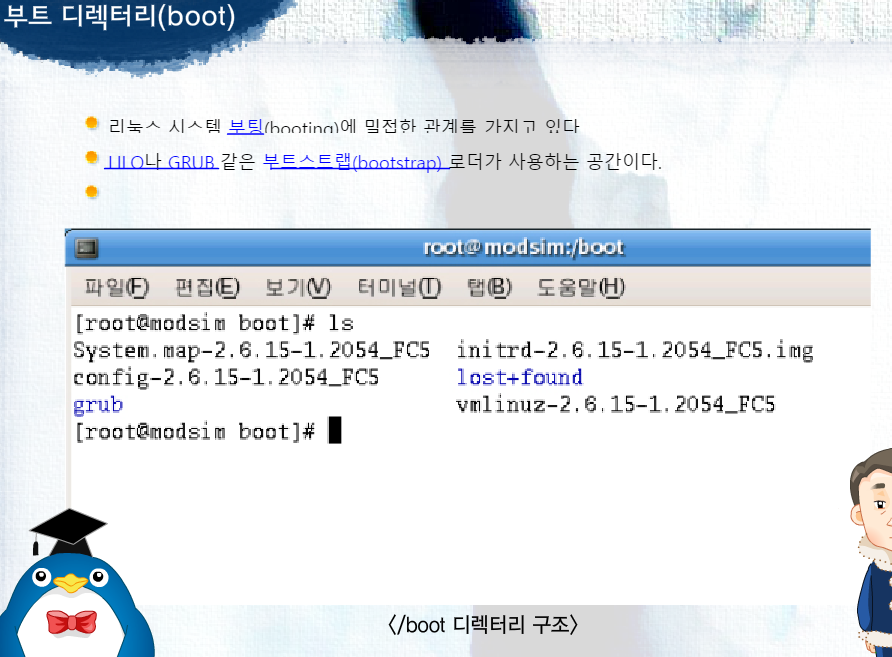 부트 디렉터리(boot)
리눅스 시스템 부팅(booting)에 밀접한 관계를 가지고 있다
LILO나 GRUB 같은 부트스트랩(bootstrap) 로더가 사용하는 공간이다.
root@modsim:/boot
파일(F) 편집(E) 보기(V) 터미널(T) 탭(B) 도움말(H)
[root@modsim boot]# ls
System.map-2.6.15-1.2054_FC5 initrd-2.6.15-1.2054_FC5.img
config-2.6.15-1.2054_FC5 lost+found
grub vmlinuz-2.6.15-1.2054_FC5
[root@modsim boot]#
〈/boot 디렉터리 구조〉